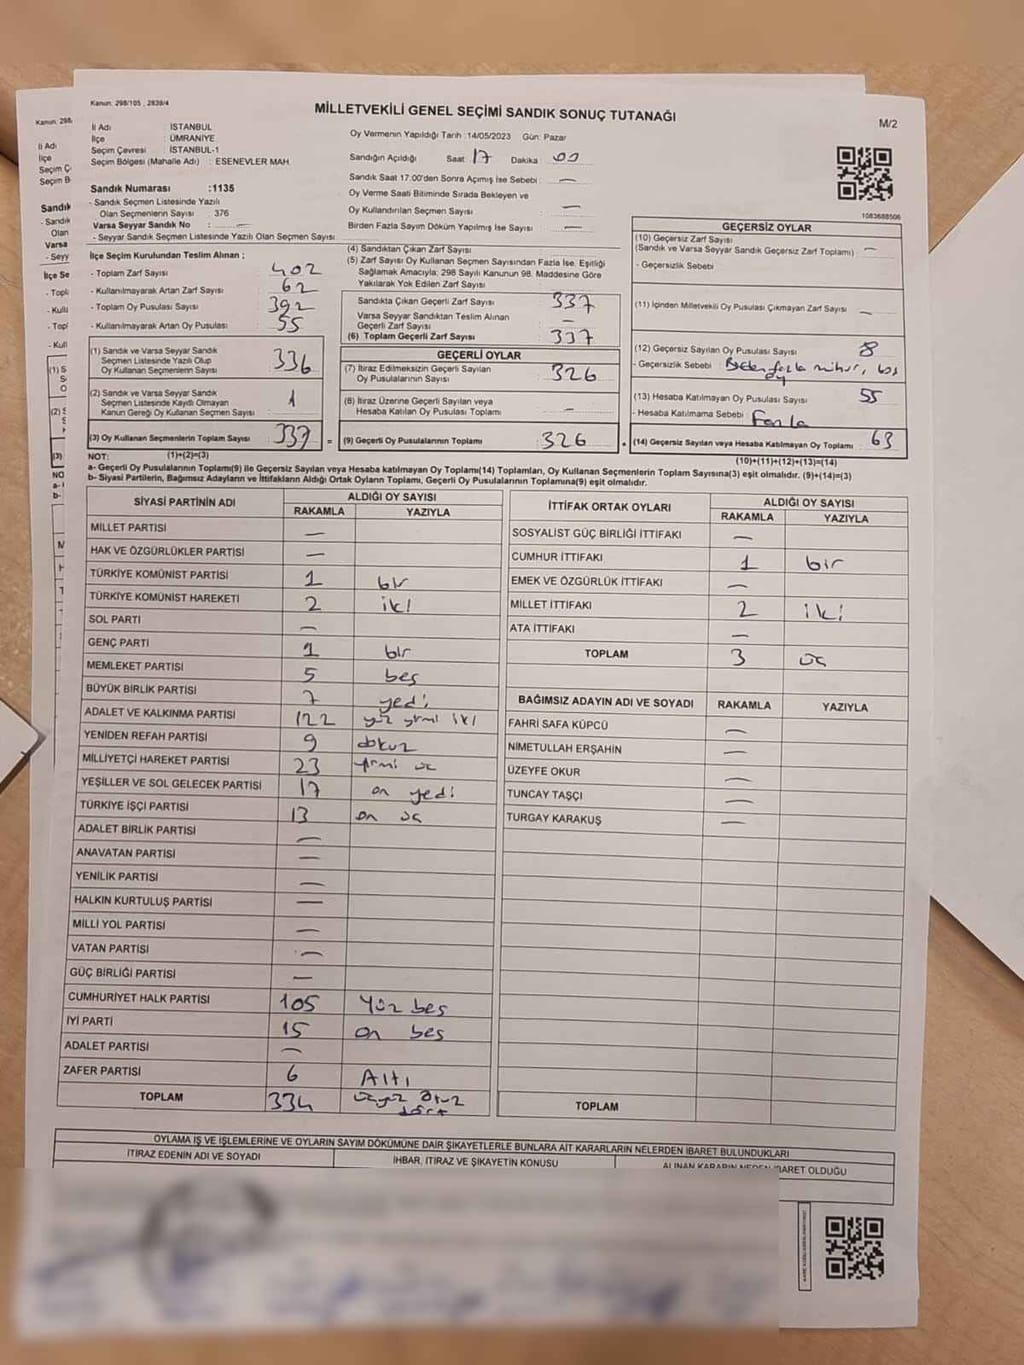 Kanun: 298/105 , 2839/4
MİLLETVEKİLİ GENEL SEÇİMİ SANDIK SONUÇ TUTANAĞI
M/2
İl Adı : İSTANBUL
İlçe : ÜMRANİYE
Seçim Çevresi : İSTANBUL-1
Seçim Bölgesi (Mahalle Adı) : ESENEVLER MAH.
Sandık Numarası :1135
- Sandık Seçmen Listesinde Yazılı
Olan Seçmenlerin Sayısı : 376
Varsa Seyyar Sandık No : —
- Seyyar Sandık Seçmen Listesinde Yazılı Olan Seçmen Sayısı
İlçe Seçim Kurulundan Teslim Alınan ;
- Toplam Zarf Sayısı : 402
- Kullanılmayarak Artan Zarf Sayısı : 62
- Toplam Oy Pusulası Sayısı : 392
- Kullanılmayarak Artan Oy Pusulası : 55
(1) Sandık ve Varsa Seyyar Sandık
Seçmen Listesinde Yazılı Olup
Oy Kullanan Seçmenlerin Sayısı : 336
(2) Sandık ve Varsa Seyyar Sandık
Seçmen Listesinde Kaydı Olmayan
Kanun Gereği Oy Kullanan Seçmen Sayısı : 1
(3) Oy Kullanan Seçmenlerin Toplam Sayısı : 337 =
(1)+(2)=(3)
Oy Vermenin Yapıldığı Tarih :14/05/2023 Gün: Pazar
Sandığın Açıldığı Saat 17 Dakika 00
Sandık Saat 17.00'den Sonra Açılmış İse Sebebi : —
Oy Verme Saati Bitiminde Sırada Bekleyen ve
Oy Kullandırılan Seçmen Sayısı : —
Birden Fazla Sayım Döküm Yapılmış İse Sayısı : —
(4) Sandıktan Çıkan Zarf Sayısı
(5) Zarf Sayısı Oy Kullanan Seçmen Sayısından Fazla İse, Eşitliği
Sağlamak Amacıyla; 298 Sayılı Kanunun 98. Maddesine Göre
Yakılarak Yok Edilen Zarf Sayısı :
Sandıkta Çıkan Geçerli Zarf Sayısı : 337
Varsa Seyyar Sandıktan Teslim Alınan
Geçerli Zarf Sayısı : —
(6) Toplam Geçerli Zarf Sayısı : 337
GEÇERLİ OYLAR
(7) İtiraz Edilmeksizin Geçerli Sayılan
Oy Pusulalarının Sayısı : 326
(8) İtiraz Üzerine Geçerli Sayılan veya
Hesaba Katılan Oy Pusulası Toplamı : —
(9) Geçerli Oy Pusulalarının Toplamı : 326
1083688506
GEÇERSİZ OYLAR
(10) Geçersiz Zarf Sayısı
(Sandık ve Varsa Seyyar Sandık Geçersiz Zarf Toplamı) : —
- Geçersizlik Sebebi :
(11) İçinden Milletvekili Oy Pusulası Çıkmayan Zarf Sayısı : —
(12) Geçersiz Sayılan Oy Pusulası Sayısı : 8
- Geçersizlik Sebebi : fazla mühür, boş
oy
(13) Hesaba Katılmayan Oy Pusulası Sayısı : 55
- Hesaba Katılmama Sebebi : Fazla
(14) Geçersiz Sayılan veya Hesaba Katılmayan Oy Toplamı : 63
(10)+(11)+(12)+(13)=(14)
NOT:
a- Geçerli Oy Pusulalarının Toplamı(9) ile Geçersiz Sayılan veya Hesaba katılmayan Oy Toplamı(14) Toplamları, Oy Kullanan Seçmenlerin Toplam Sayısına(3) eşit olmalıdır. (9)+(14)=(3)
b- Siyasi Partilerin, Bağımsız Adayların ve İttifakların Aldığı Ortak Oyların Toplamı, Geçerli Oy Pusulalarının Toplamına(9) eşit olmalıdır.
SİYASİ PARTİNİN ADI ALDIĞI OY SAYISI
RAKAMLA YAZIYLA
MİLLET PARTİSİ —
HAK VE ÖZGÜRLÜKLER PARTİSİ —
TÜRKİYE KOMÜNİST PARTİSİ 1 bir
TÜRKİYE KOMÜNİST HAREKETİ 2 iki
SOL PARTİ —
GENÇ PARTİ 1 bir
MEMLEKET PARTİSİ 5 beş
BÜYÜK BİRLİK PARTİSİ 7 yedi
ADALET VE KALKINMA PARTİSİ 122 yüz yirmi iki
YENİDEN REFAH PARTİSİ 9 dokuz
MİLLİYETÇİ HAREKET PARTİSİ 23 yirmi üç
YEŞİLLER VE SOL GELECEK PARTİSİ 17 on yedi
TÜRKİYE İŞÇİ PARTİSİ 13 on üç
ADALET BİRLİK PARTİSİ —
ANAVATAN PARTİSİ —
YENİLİK PARTİSİ —
HALKIN KURTULUŞ PARTİSİ —
MİLLİ YOL PARTİSİ —
VATAN PARTİSİ —
GÜÇ BİRLİĞİ PARTİSİ —
CUMHURİYET HALK PARTİSİ 105 Yüz beş
İYİ PARTİ 15 on beş
ADALET PARTİSİ —
ZAFER PARTİSİ 6 Altı
TOPLAM 334 üçyüz otuz
dört
İTTİFAK ORTAK OYLARI ALDIĞI OY SAYISI
RAKAMLA YAZIYLA
SOSYALİST GÜÇ BİRLİĞİ İTTİFAKI —
CUMHUR İTTİFAKI 1 bir
EMEK VE ÖZGÜRLÜK İTTİFAKI —
MİLLET İTTİFAKI 2 iki
ATA İTTİFAKI —
TOPLAM 3 üç
BAĞIMSIZ ADAYIN ADI VE SOYADI RAKAMLA YAZIYLA
FAHRİ SAFA KÜPCÜ —
NİMETULLAH ERŞAHİN —
ÜZEYFE OKUR —
TUNCAY TAŞÇI —
TURGAY KARAKUŞ —
TOPLAM
OYLAMA İŞ VE İŞLEMLERİNE VE OYLARIN SAYIM DÖKÜMÜNE DAİR ŞİKAYETLERLE BUNLARA AİT KARARLARIN NELERDEN İBARET BULUNDUKLARI
İTİRAZ EDENİN ADI VE SOYADI İHBAR, İTİRAZ VE ŞİKAYETİN KONUSU ALINAN KARARIN NEDEN İBARET OLDUĞU